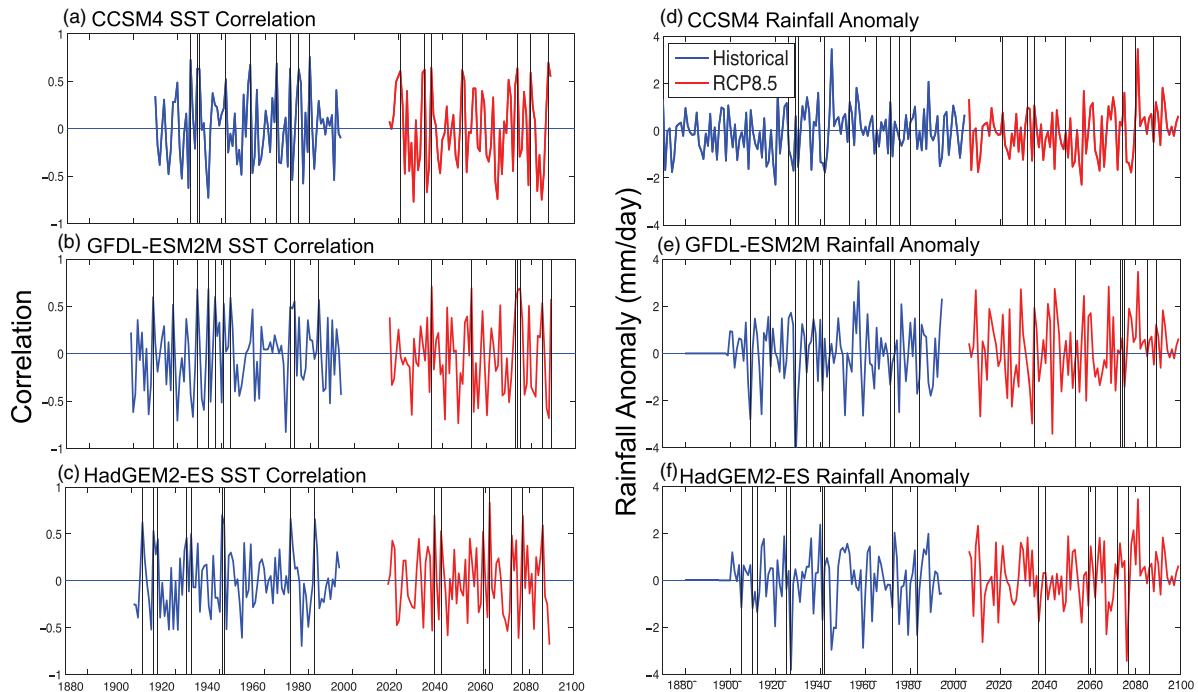 (a) CCSM4 SST Correlation
1
0.5
0
−0.5
−1
(b) GFDL-ESM2M SST Correlation
1
0.5
0
−0.5
−1
(c) HadGEM2-ES SST Correlation
1
0.5
0
−0.5
−1
1880 1900 1920 1940 1960 1980 2000 2020 2040 2060 2080 2100
Correlation
(d) CCSM4 Rainfall Anomaly
Historical
RCP8.5
4
2
0
−2
−4
(e) GFDL-ESM2M Rainfall Anomaly
4
2
0
−2
−4
(f) HadGEM2-ES Rainfall Anomaly
4
2
0
−2
−4
1880 1900 1920 1940 1960 1980 2000 2020 2040 2060 2080 2100
Rainfall Anomaly (mm/day)